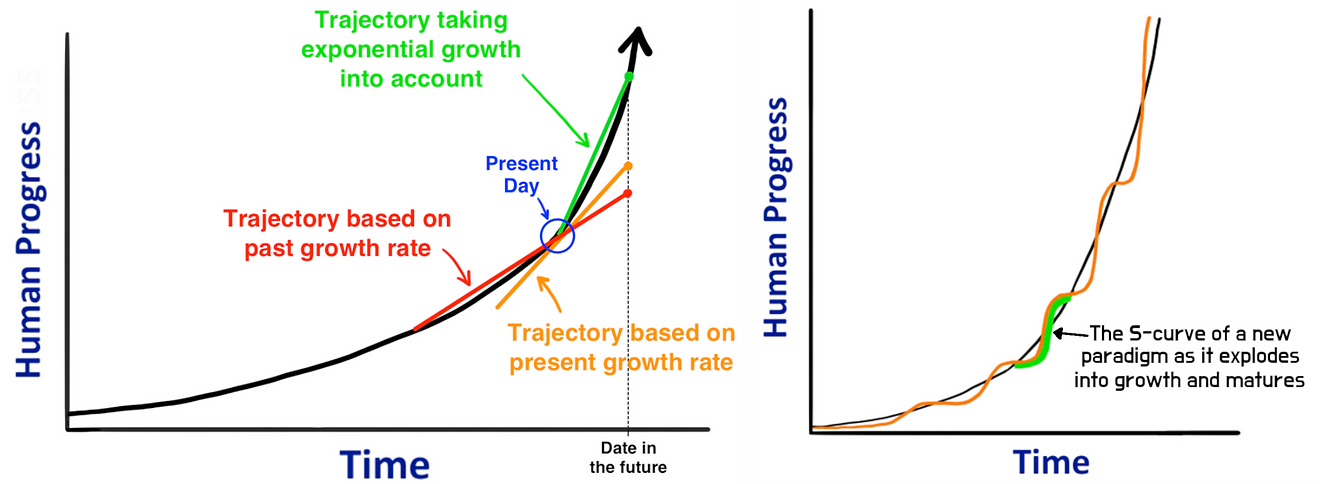 Trajectory taking
exponential growth
into account
Present
Day
Trajectory based on
past growth rate
Trajectory based on
present growth rate
Human Progress
Time
Date in
the future
Human Progress
The S-curve of a new
paradigm as it explodes
into growth and matures
Time